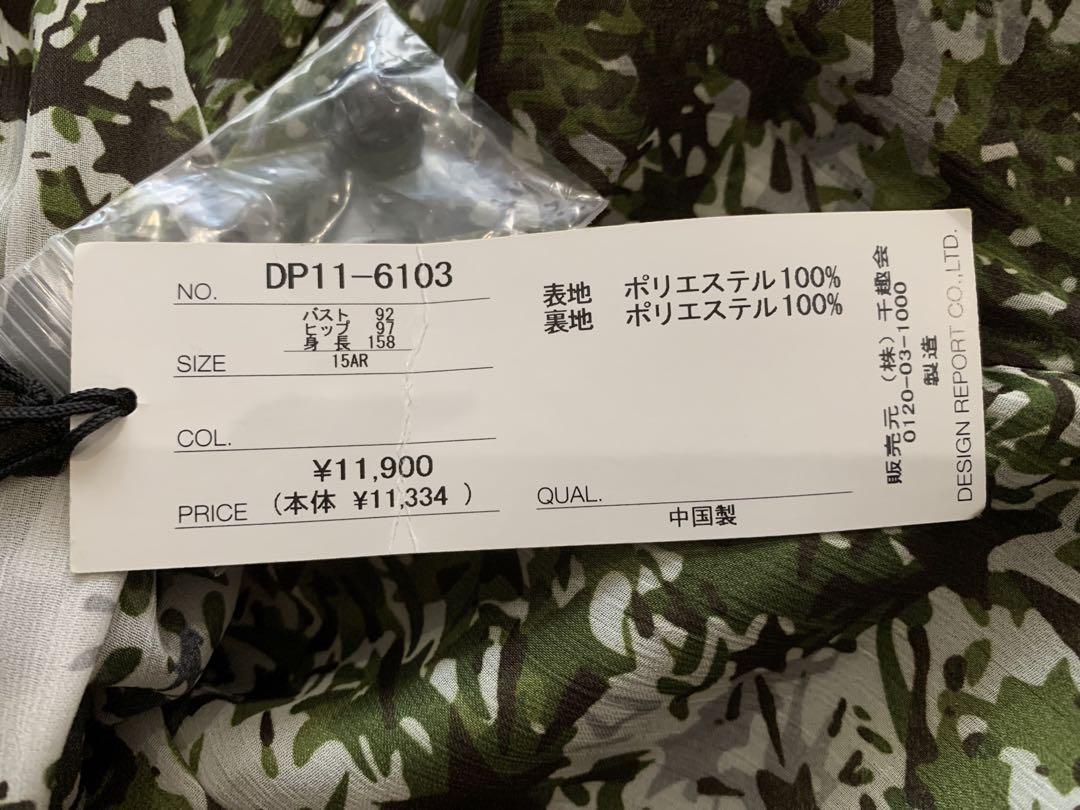 NO. DP11-6103
バスト 92
ヒップ 97
身長 158
SIZE 15AR
COL.
¥11,900
PRICE (本体 ¥11,334 )
表地 ポリエステル100%
裏地 ポリエステル100%
QUAL.
中国製
販売元 (株)千趣会
0120-03-1000
製造
DESIGN REPORT CO.,LTD.